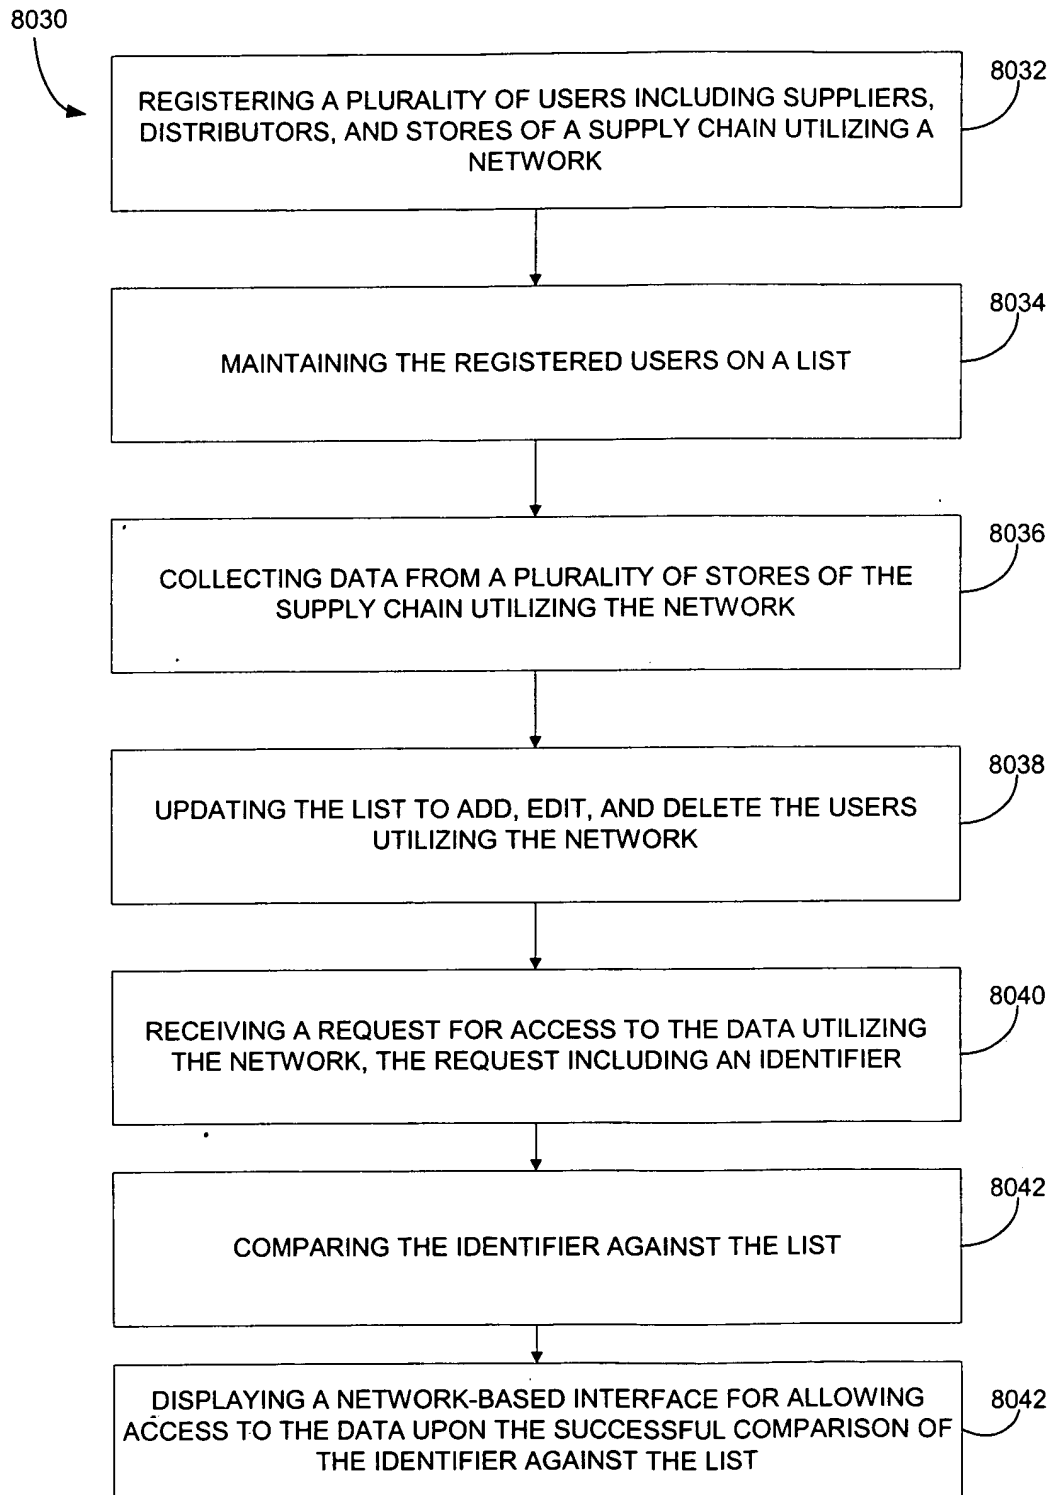 8030
8032
REGISTERING A PLURALITY OF USERS INCLUDING SUPPLIERS,
DISTRIBUTORS, AND STORES OF A SUPPLY CHAIN UTILIZING A
NETWORK
8034
MAINTAINING THE REGISTERED USERS ON A LIST
8036
COLLECTING DATA FROM A PLURALITY OF STORES OF THE
SUPPLY CHAIN UTILIZING THE NETWORK
8038
UPDATING THE LIST TO ADD, EDIT, AND DELETE THE USERS
UTILIZING THE NETWORK
8040
RECEIVING A REQUEST FOR ACCESS TO THE DATA UTILIZING
THE NETWORK, THE REQUEST INCLUDING AN IDENTIFIER
8042
COMPARING THE IDENTIFIER AGAINST THE LIST
8042
DISPLAYING A NETWORK-BASED INTERFACE FOR ALLOWING
ACCESS TO THE DATA UPON THE SUCCESSFUL COMPARISON OF
THE IDENTIFIER AGAINST THE LIST